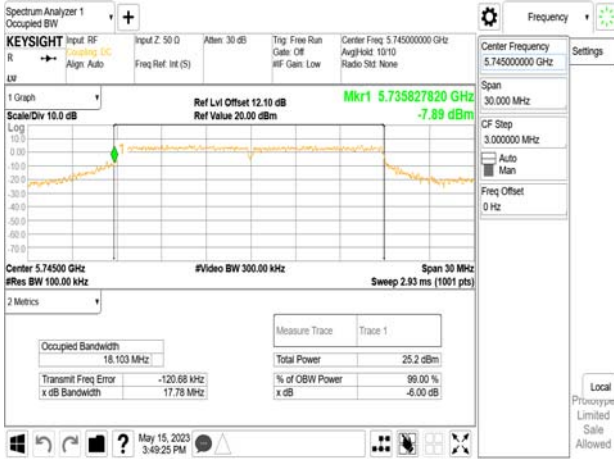 Spectrum Analyzer 1
Occupied BW
+
Frequency
KEYSIGHT
Input: RF
Coupling: DC
Align: Auto
Input Z: 50 Ω
Freq Ref: Int (S)
Atten: 30 dB
Trig: Free Run
Gate: Off
#IF Gain: Low
Center Freq: 5.745000000 GHz
Avg|Hold: 10/10
Radio Std: None
R
1 Graph
Scale/Div 10.0 dB
Ref Lvl Offset 12.10 dB
Ref Value 20.00 dBm
Mkr1 5.735827820 GHz
-7.89 dBm
Log
10.0
0.00
-10.0
-20.0
-30.0
-40.0
-50.0
-60.0
-70.0
1
Center 5.74500 GHz
#Res BW 100.00 kHz
#Video BW 300.00 kHz
Span 30 MHz
Sweep 2.93 ms (1001 pts)
2 Metrics
Measure Trace Trace 1
Occupied Bandwidth
18.103 MHz
Total Power 25.2 dBm
Transmit Freq Error -120.68 kHz
% of OBW Power 99.00 %
x dB Bandwidth 17.78 MHz
x dB -6.00 dB
Center Frequency
5.745000000 GHz
Settings
Span
30.000 MHz
CF Step
3.000000 MHz
Auto
Man
Freq Offset
0 Hz
Local
Prototype
Limited
Sale
Allowed
?
May 15, 2023
3:49:25 PM